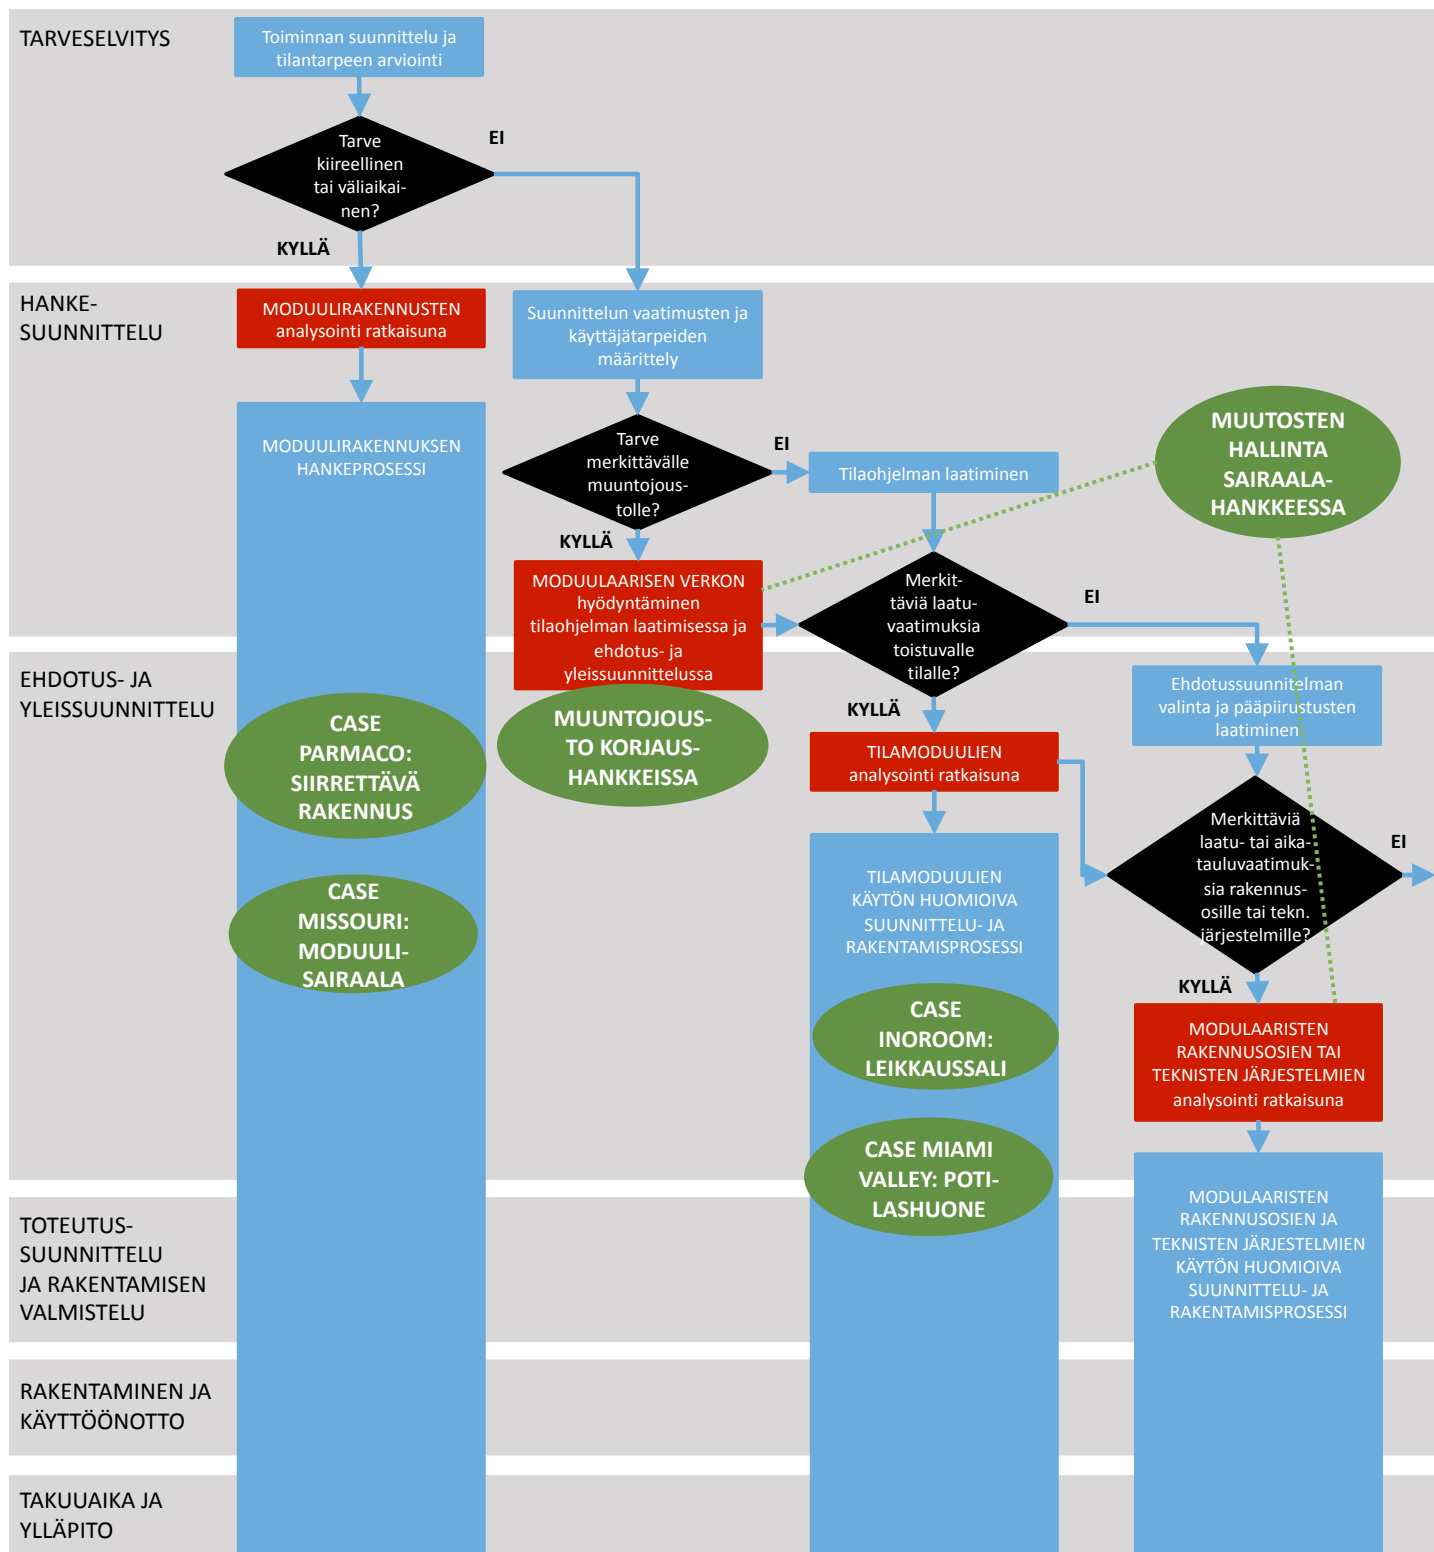 TARVESELVITYS
Toiminnan suunnittelu ja
tilantarpeen arviointi
Tarve
kiireellinen
tai väliaikai-
nen?
EI
KYLLÄ
HANKE-
SUUNNITTELU
MODUULIRAKENNUSTEN
analysointi ratkaisuna
Suunnittelun vaatimusten ja
käyttäjätarpeiden
määrittely
MODUULIRAKENNUKSEN
HANKEPROSESSI
Tarve
merkittävälle
muuntojous-
tolle?
EI
KYLLÄ
Tilaohjelman laatiminen
MUUTOSTEN
HALLINTA
SAIRAALA-
HANKKEESSA
MODULAARISEN VERKON
hyödyntäminen
tilaohjelman laatimisessa ja
ehdotus- ja
yleissuunnittelussa
Merkit-
täviä laatu-
vaatimuksia
toistuvalle
tilalle?
EI
KYLLÄ
EHDOTUS- JA
YLEISSUUNNITTELU
CASE
PARMACO:
SIIRRETTÄVÄ
RAKENNUS
MUUNTOJOUS-
TO KORJAUS-
HANKKEISSA
TILAMODUULIEN
analysointi ratkaisuna
Ehdotussuunnitelman
valinta ja pääpiirustusten
laatiminen
Merkittäviä
laatu- tai aika-
tauluvaatimuk-
sia rakennus-
osille tai tekn.
järjestelmille?
EI
KYLLÄ
CASE
MISSOURI:
MODUULI-
SAIRAALA
TILAMODUULIEN
KÄYTÖN HUOMIOIVA
SUUNNITTELU- JA
RAKENTAMISPROSESSI
CASE
INOROOM:
LEIKKAUSSALI
MODULAARISTEN
RAKENNUSOSIEN TAI
TEKNISTEN JÄRJESTELMIEN
analysointi ratkaisuna
CASE MIAMI
VALLEY: POTI-
LASHUONE
MODULAARISTEN
RAKENNUSOSIEN JA
TEKNISTEN JÄRJESTELMIEN
KÄYTÖN HUOMIOIVA
SUUNNITTELU- JA
RAKENTAMISPROSESSI
TOTEUTUS-
SUUNNITTELU
JA RAKENTAMISEN
VALMISTELU
RAKENTAMINEN JA
KÄYTTÖÖNOTTO
TAKUUAIKA JA
YLLÄPITO